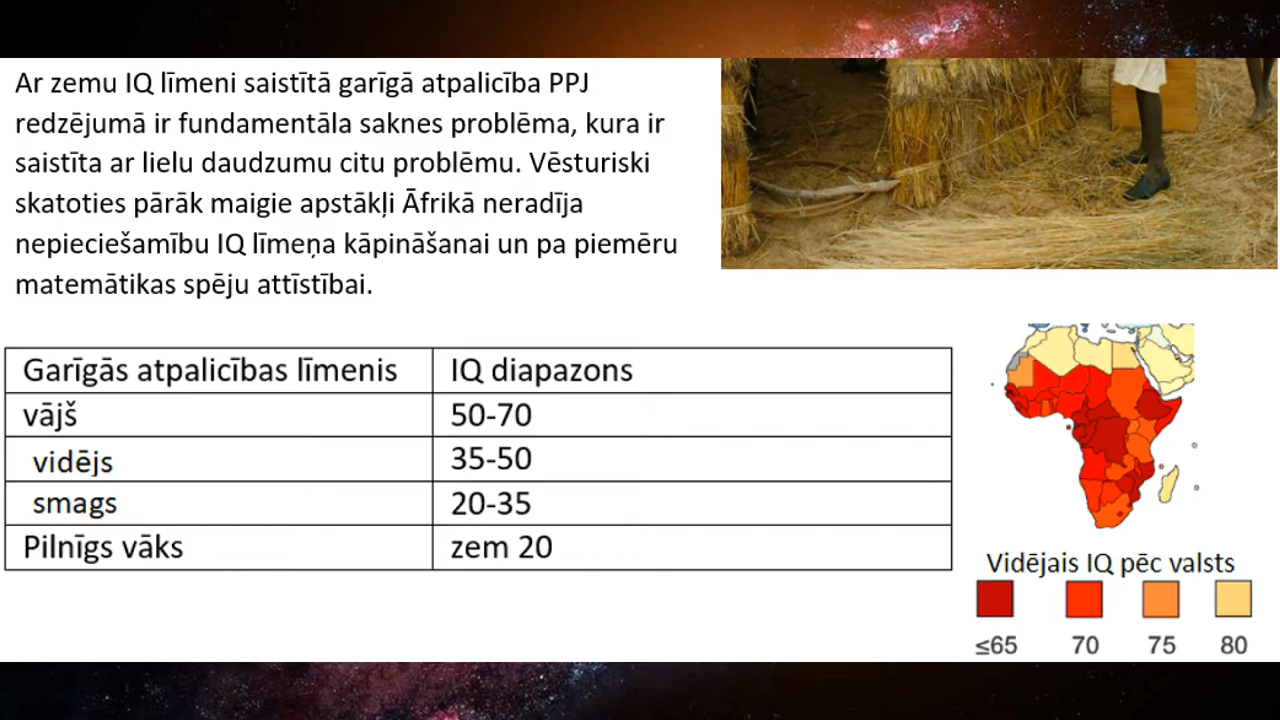 Ar zemu IQ līmeni saistītā garīgā atpalicība PPJ
redzējumā ir fundamentāla saknes problēma, kura ir
saistīta ar lielu daudzumu citu problēmu. Vēsturiski
skatoties pārāk maigie apstākļi Āfrikā neradīja
nepieciešamību IQ līmeņa kāpināšanai un pa piemēru
matemātikas spēju attīstībai.
Garīgās atpalicības līmenis IQ diapazons
vājš 50-70
vidējs 35-50
smags 20-35
Pilnīgs vāks zem 20
Vidējais IQ pēc valsts
≤65 70 75 80